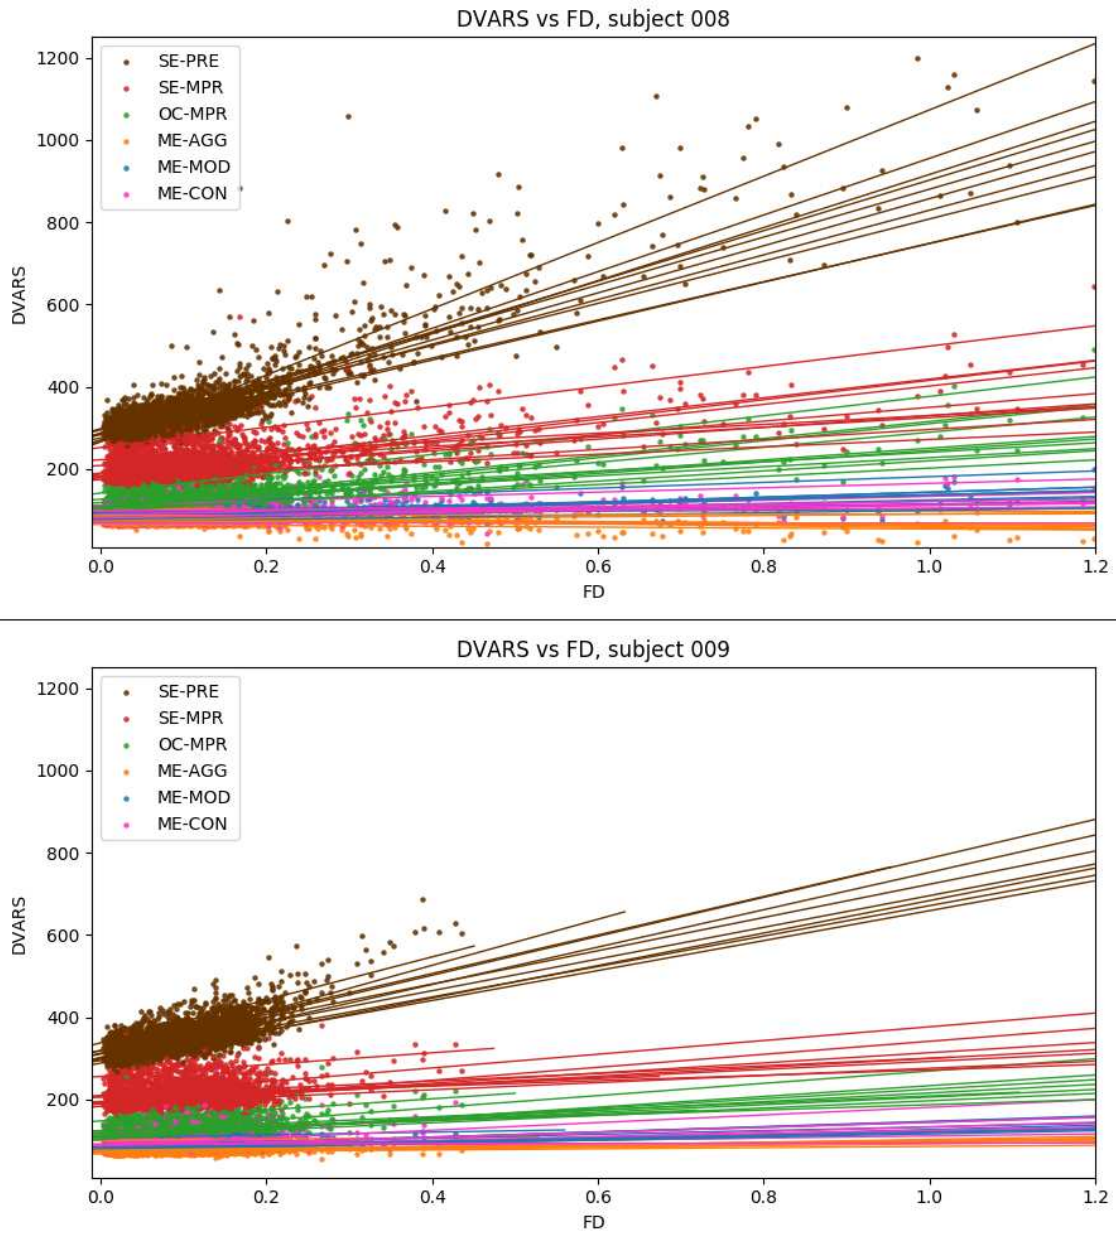 DVARS vs FD, subject 008
1200
1000
800
600
400
200
DVARS
SE-PRE
SE-MPR
OC-MPR
ME-AGG
ME-MOD
ME-CON
0.0 0.2 0.4 0.6 0.8 1.0 1.2
FD
DVARS vs FD, subject 009
1200
1000
800
600
400
200
DVARS
SE-PRE
SE-MPR
OC-MPR
ME-AGG
ME-MOD
ME-CON
0.0 0.2 0.4 0.6 0.8 1.0 1.2
FD